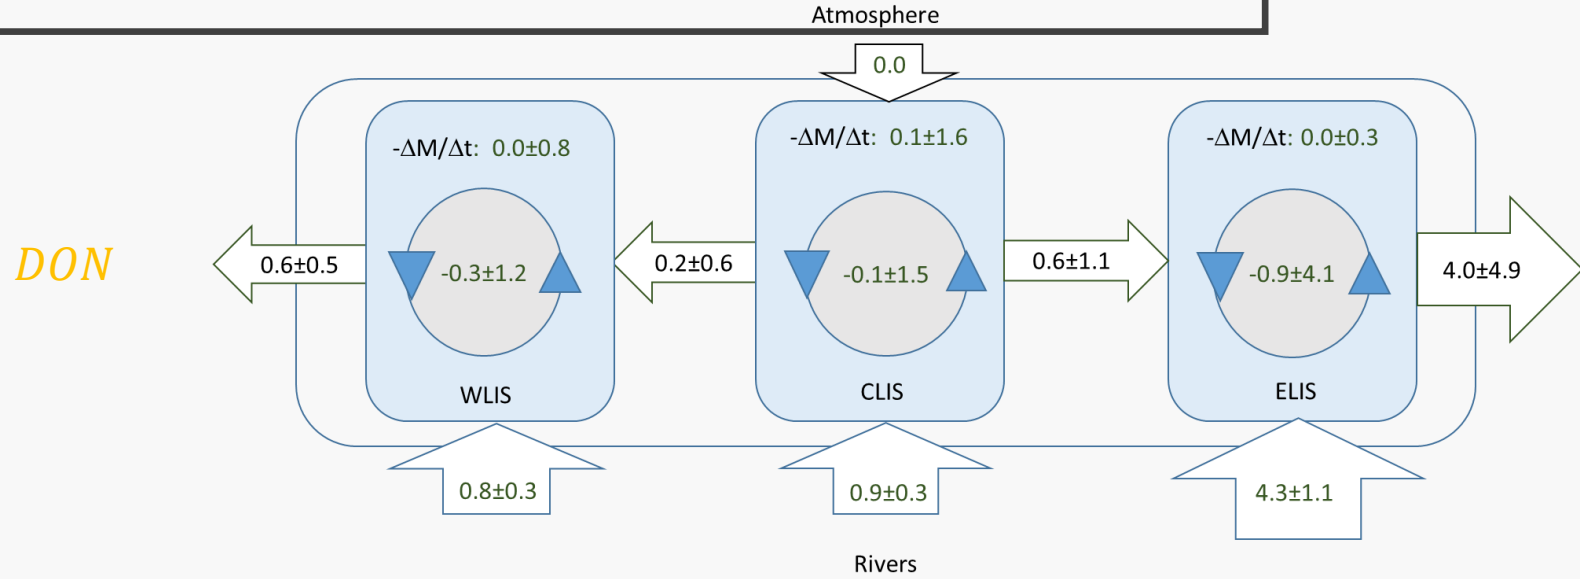 Atmosphere
0.0
-ΔM/Δt: 0.0±0.8
-ΔM/Δt: 0.1±1.6
-ΔM/Δt: 0.0±0.3
DON
0.6±0.5
-0.3±1.2
0.2±0.6
-0.1±1.5
0.6±1.1
-0.9±4.1
4.0±4.9
WLIS
CLIS
ELIS
0.8±0.3
0.9±0.3
4.3±1.1
Rivers